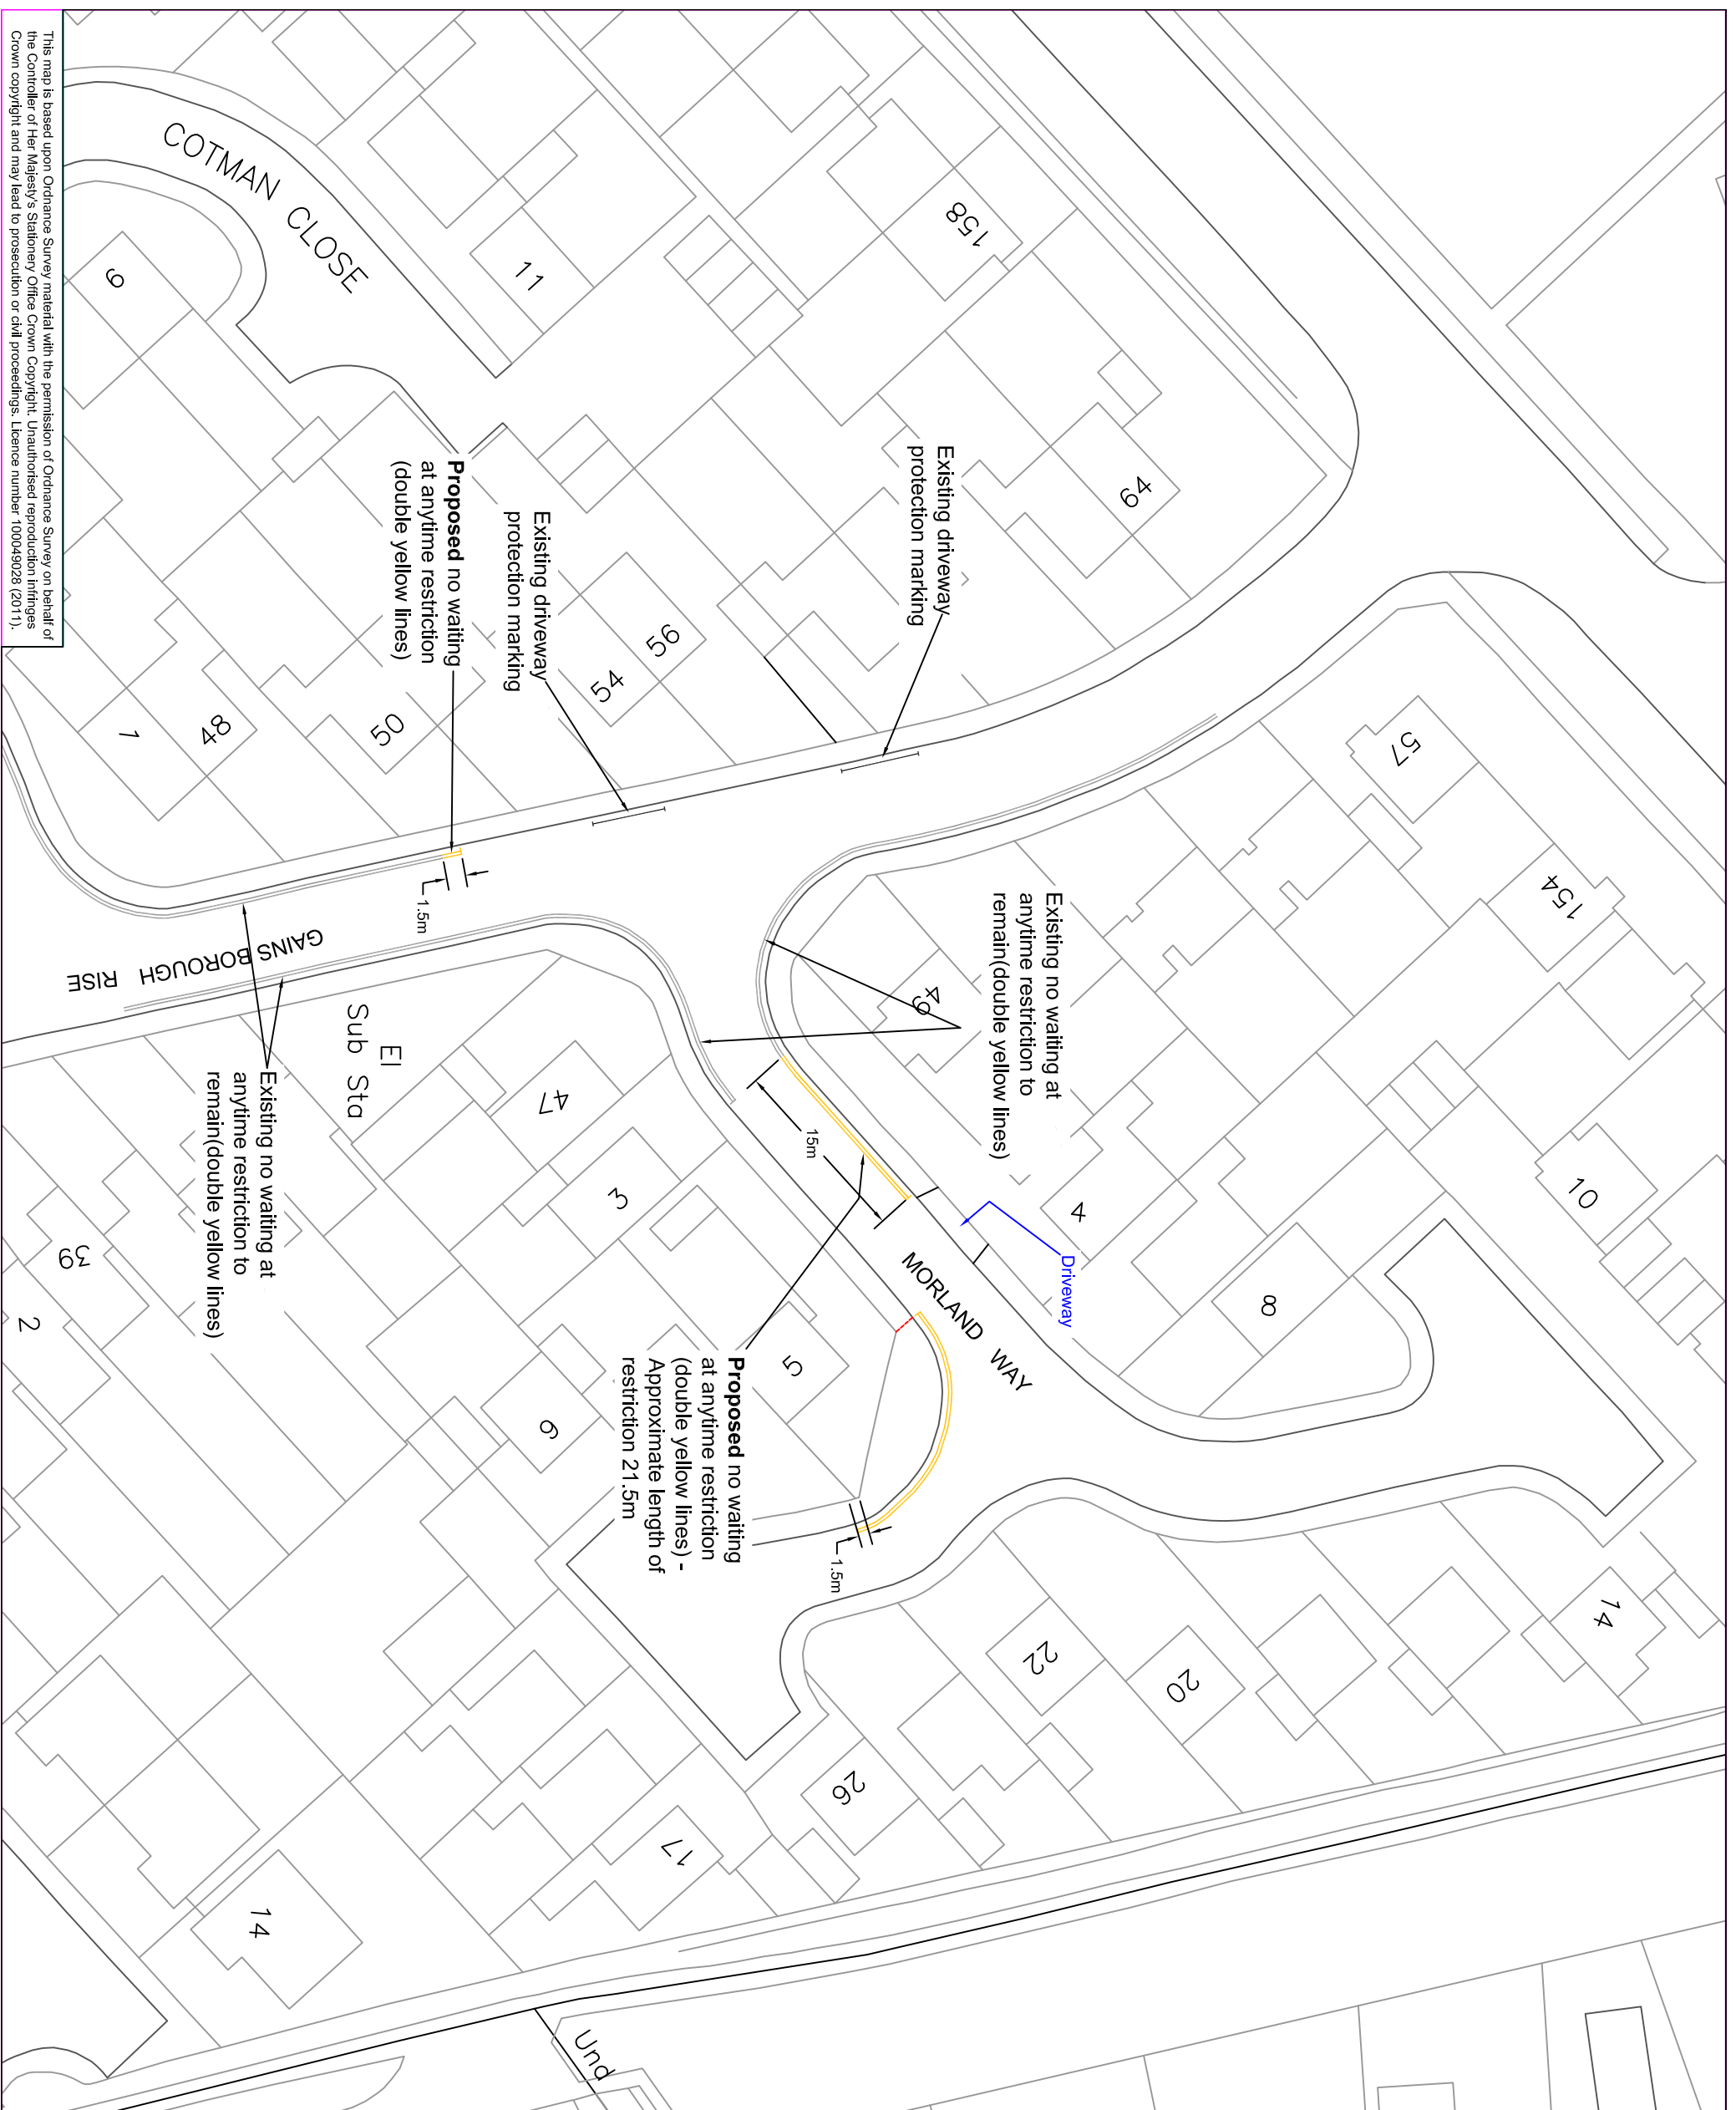 Existing driveway
protection marking
Existing driveway
protection marking
Proposed no waiting
at anytime restriction
(double yellow lines)
Existing no waiting at
anytime restriction to
remain(double yellow lines)
Existing no waiting at
anytime restriction to
remain(double yellow lines)
Proposed no waiting
at anytime restriction
(double yellow lines) -
Approximate length of
restriction 21.5m
Driveway
MORLAND WAY
COTMAN CLOSE
GAINS BOROUGH RISE
El
Sub Sta
Und
15m
1.5m
1.5m
158
11
9
64
56
54
50
48
1
57
154
49
4
8
10
47
3
5
6
39
2
14
20
22
26
17
14
This map is based upon Ordnance Survey material with the permission of Ordnance Survey on behalf of
the Controller of Her Majesty's Stationery Office Crown Copyright. Unauthorised reproduction infringes
Crown copyright and may lead to prosecution or civil proceedings. Licence number 100049028 (2011).